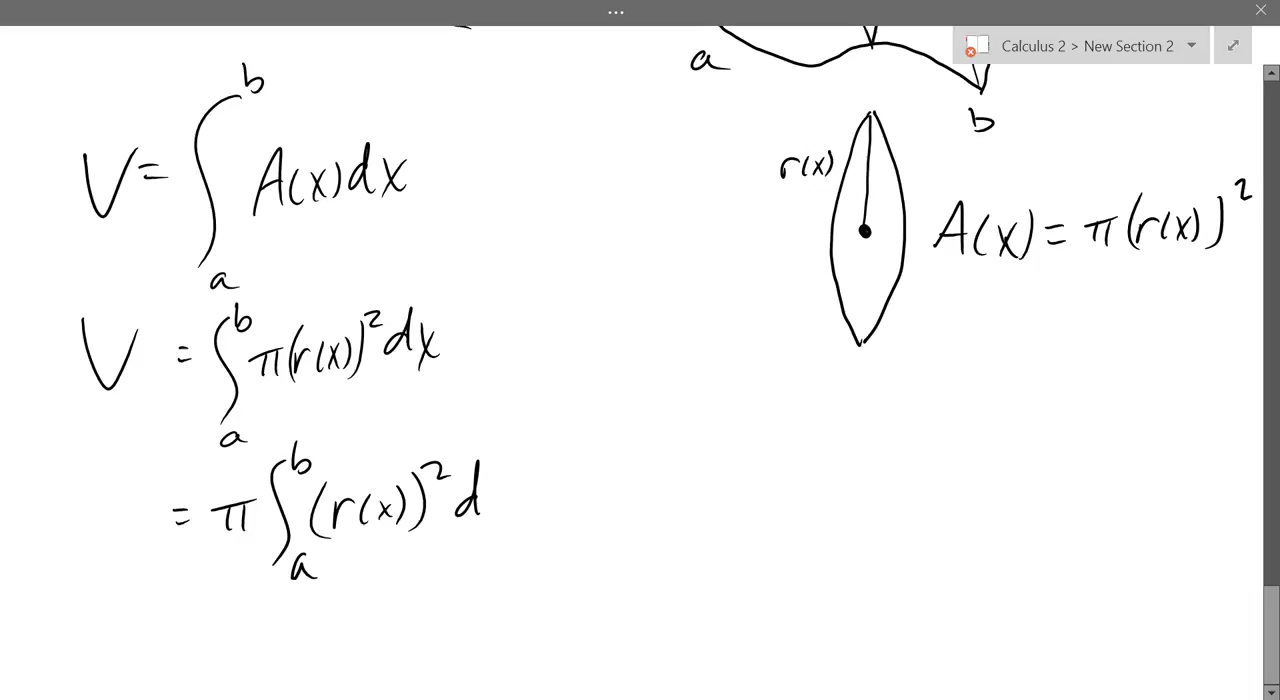 ...
Calculus 2 > New Section 2
a
b
V = ∫_a^b A(x)dx
r(x)
A(x) = π(r(x))^2
V = ∫_a^b π(r(x))^2 dx
= π ∫_a^b (r(x))^2 d